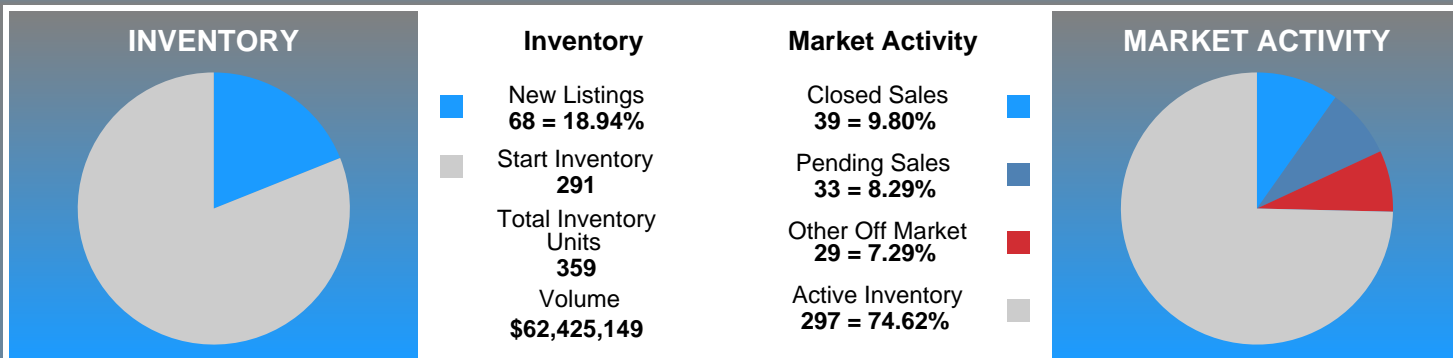 INVENTORY
Inventory
New Listings
68 = 18.94%
Start Inventory
291
Total Inventory
Units
359
Volume
$62,425,149
Market Activity
Closed Sales
39 = 9.80%
Pending Sales
33 = 8.29%
Other Off Market
29 = 7.29%
Active Inventory
297 = 74.62%
MARKET ACTIVITY